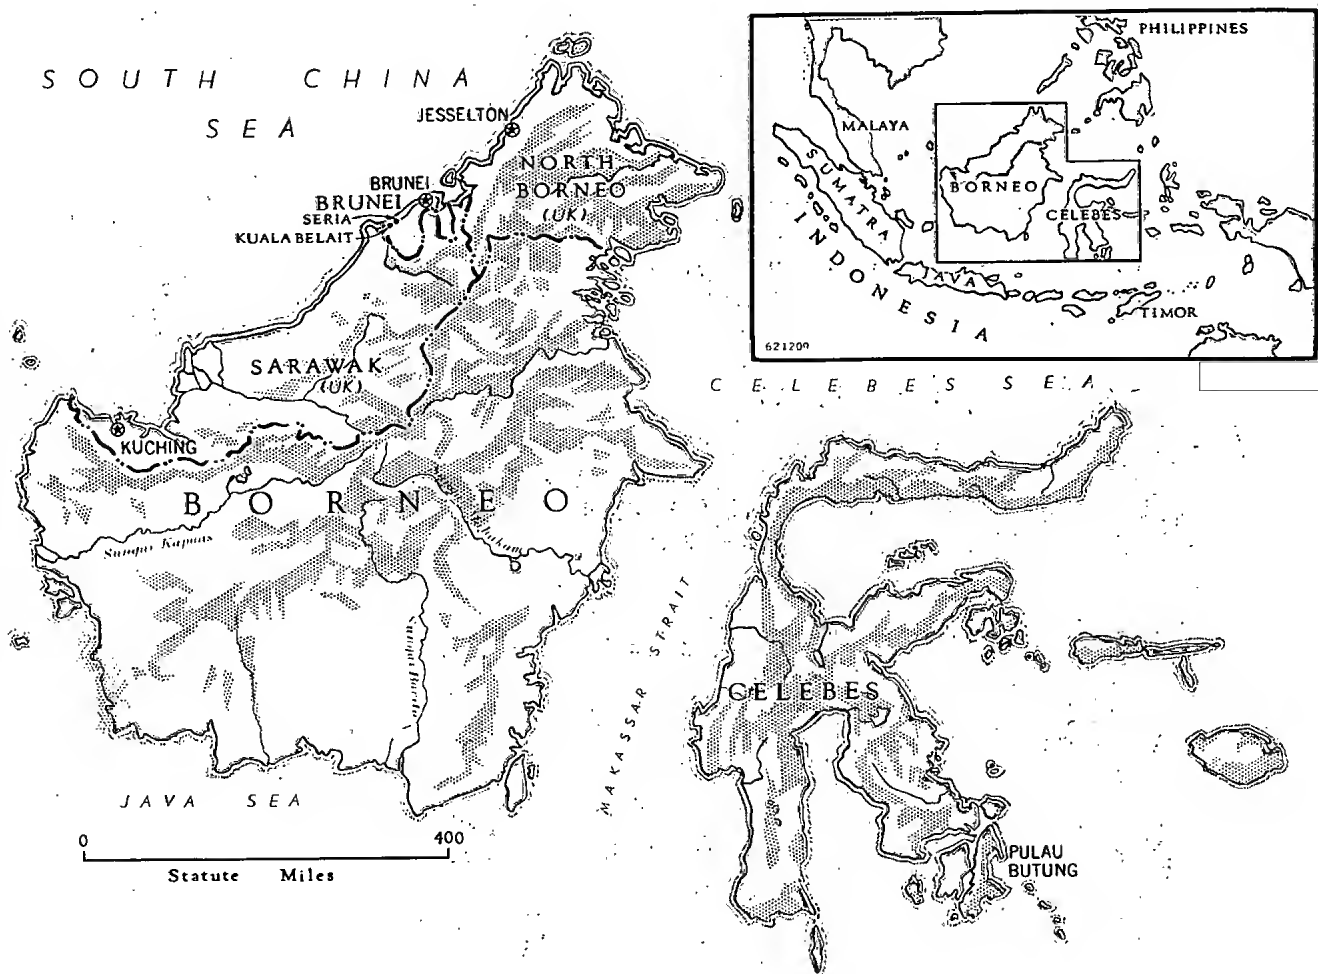 SOUTH CHINA
SEA
JESSELTON
NORTH
BORNEO
(UK)
BRUNEI
BRUNEI
SERIA
KUALA BELAIT
SARAWAK
(UK)
KUCHING
BORNEO
Sungai Kapuas
JAVA SEA
0 400
Statute Miles
MAKASSAR STRAIT
CELEBES SEA
CELEBES
PULAU
BUTUNG
PHILIPPINES
MALAYA
SUMATRA
BORNEO
CELEBES
JAVA
INDONESIA
TIMOR